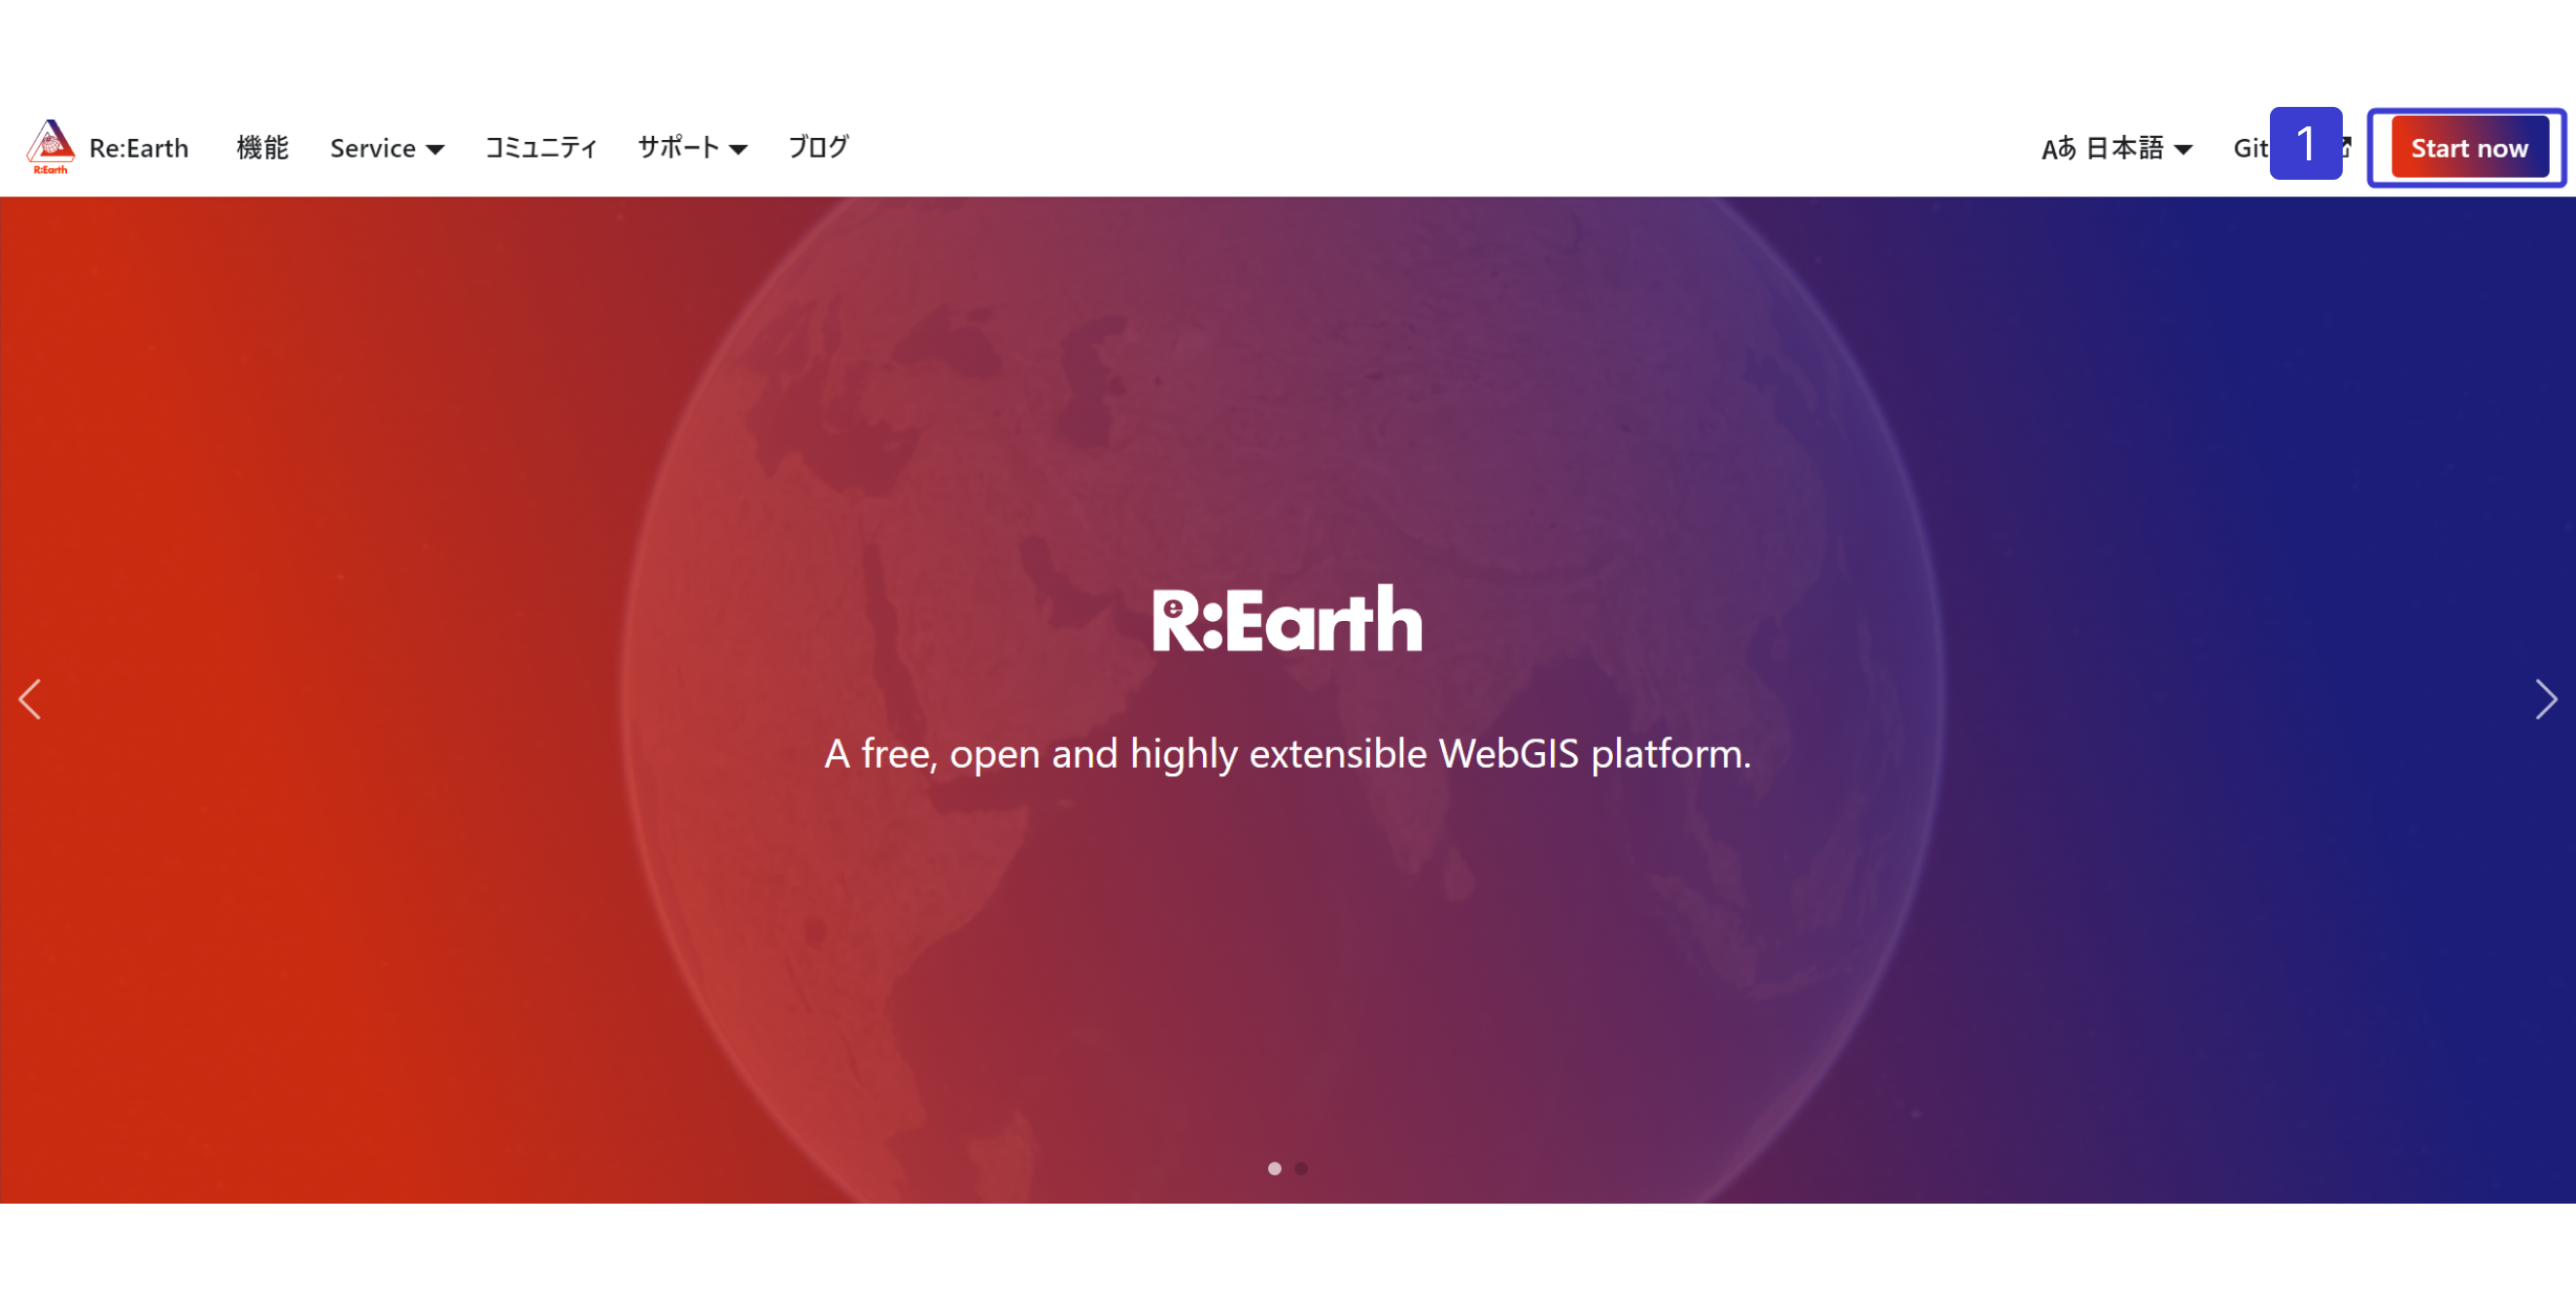 R:Earth
Re:Earth 機能 Service コミュニティ サポート ブログ Aあ 日本語 Git 1 Start now
Re:Earth
A free, open and highly extensible WebGIS platform.